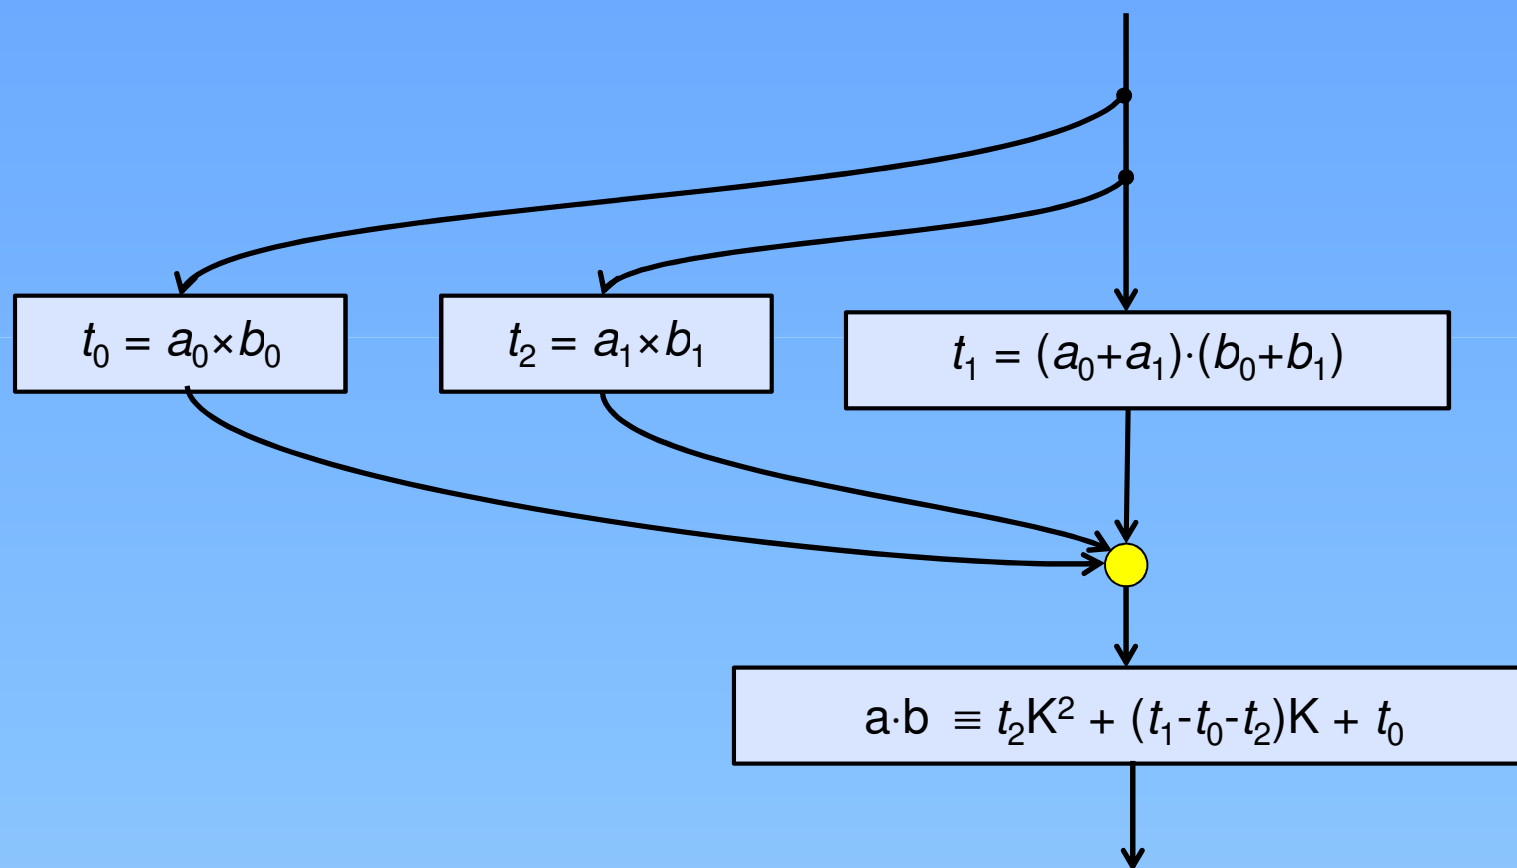 t₀ = a₀×b₀
t₂ = a₁×b₁
t₁ = (a₀+a₁)·(b₀+b₁)
a·b ≡ t₂K² + (t₁-t₀-t₂)K + t₀